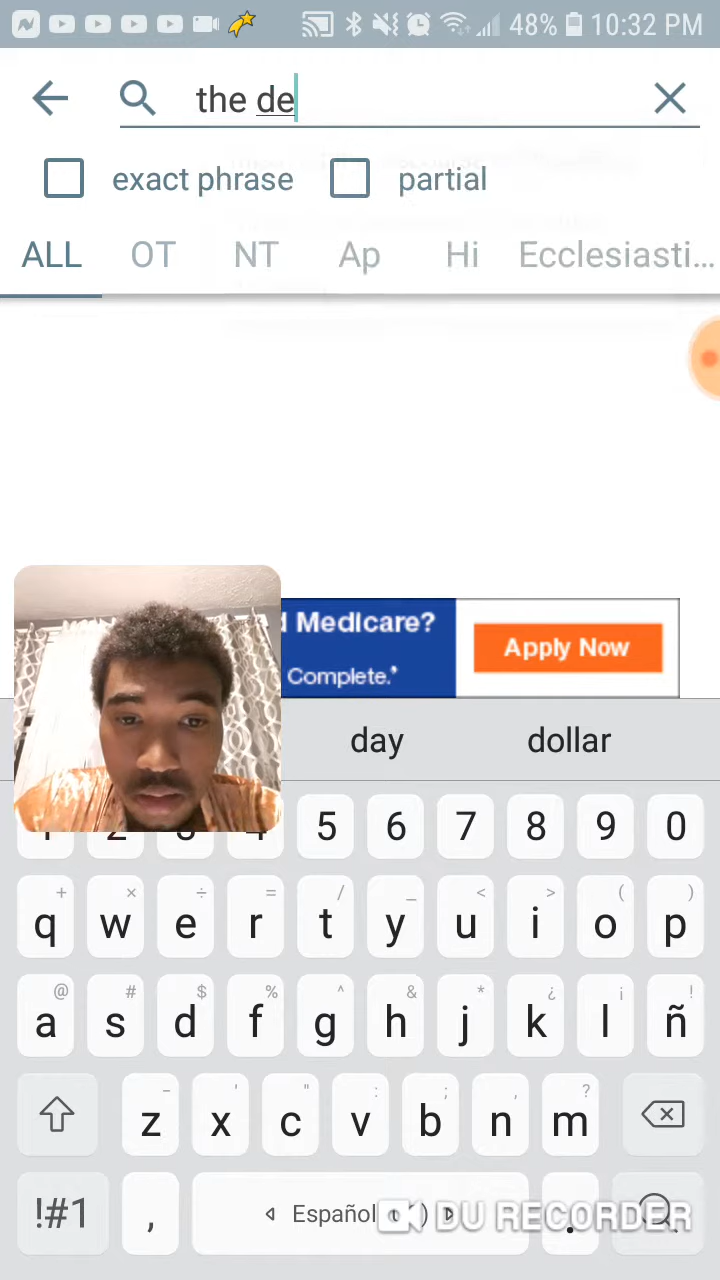 48% 10:32 PM
the de
exact phrase partial
ALL OT NT Ap Hi Ecclesiasti...
Medicare?
Complete.*
Apply Now
day dollar
5 6 7 8 9 0
+ × ÷ = / _ < > ( )
q w e r t y u i o p
@ # $ % ^ & * ¿ ¡ !
a s d f g h j k l ñ
- ' " : ; , ?
z x c v b n m
!#1 , Español .
DU RECORDER